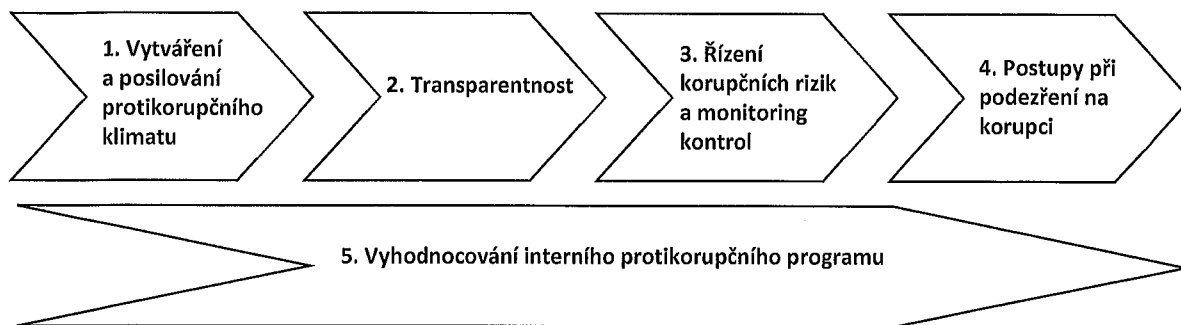 1. Vytváření
a posilování
protikorupčního
klimatu
2. Transparentnost
3. Řízení
korupčních rizik
a monitoring
kontrol
4. Postupy při
podezření na
korupci
5. Vyhodnocování interního protikorupčního programu